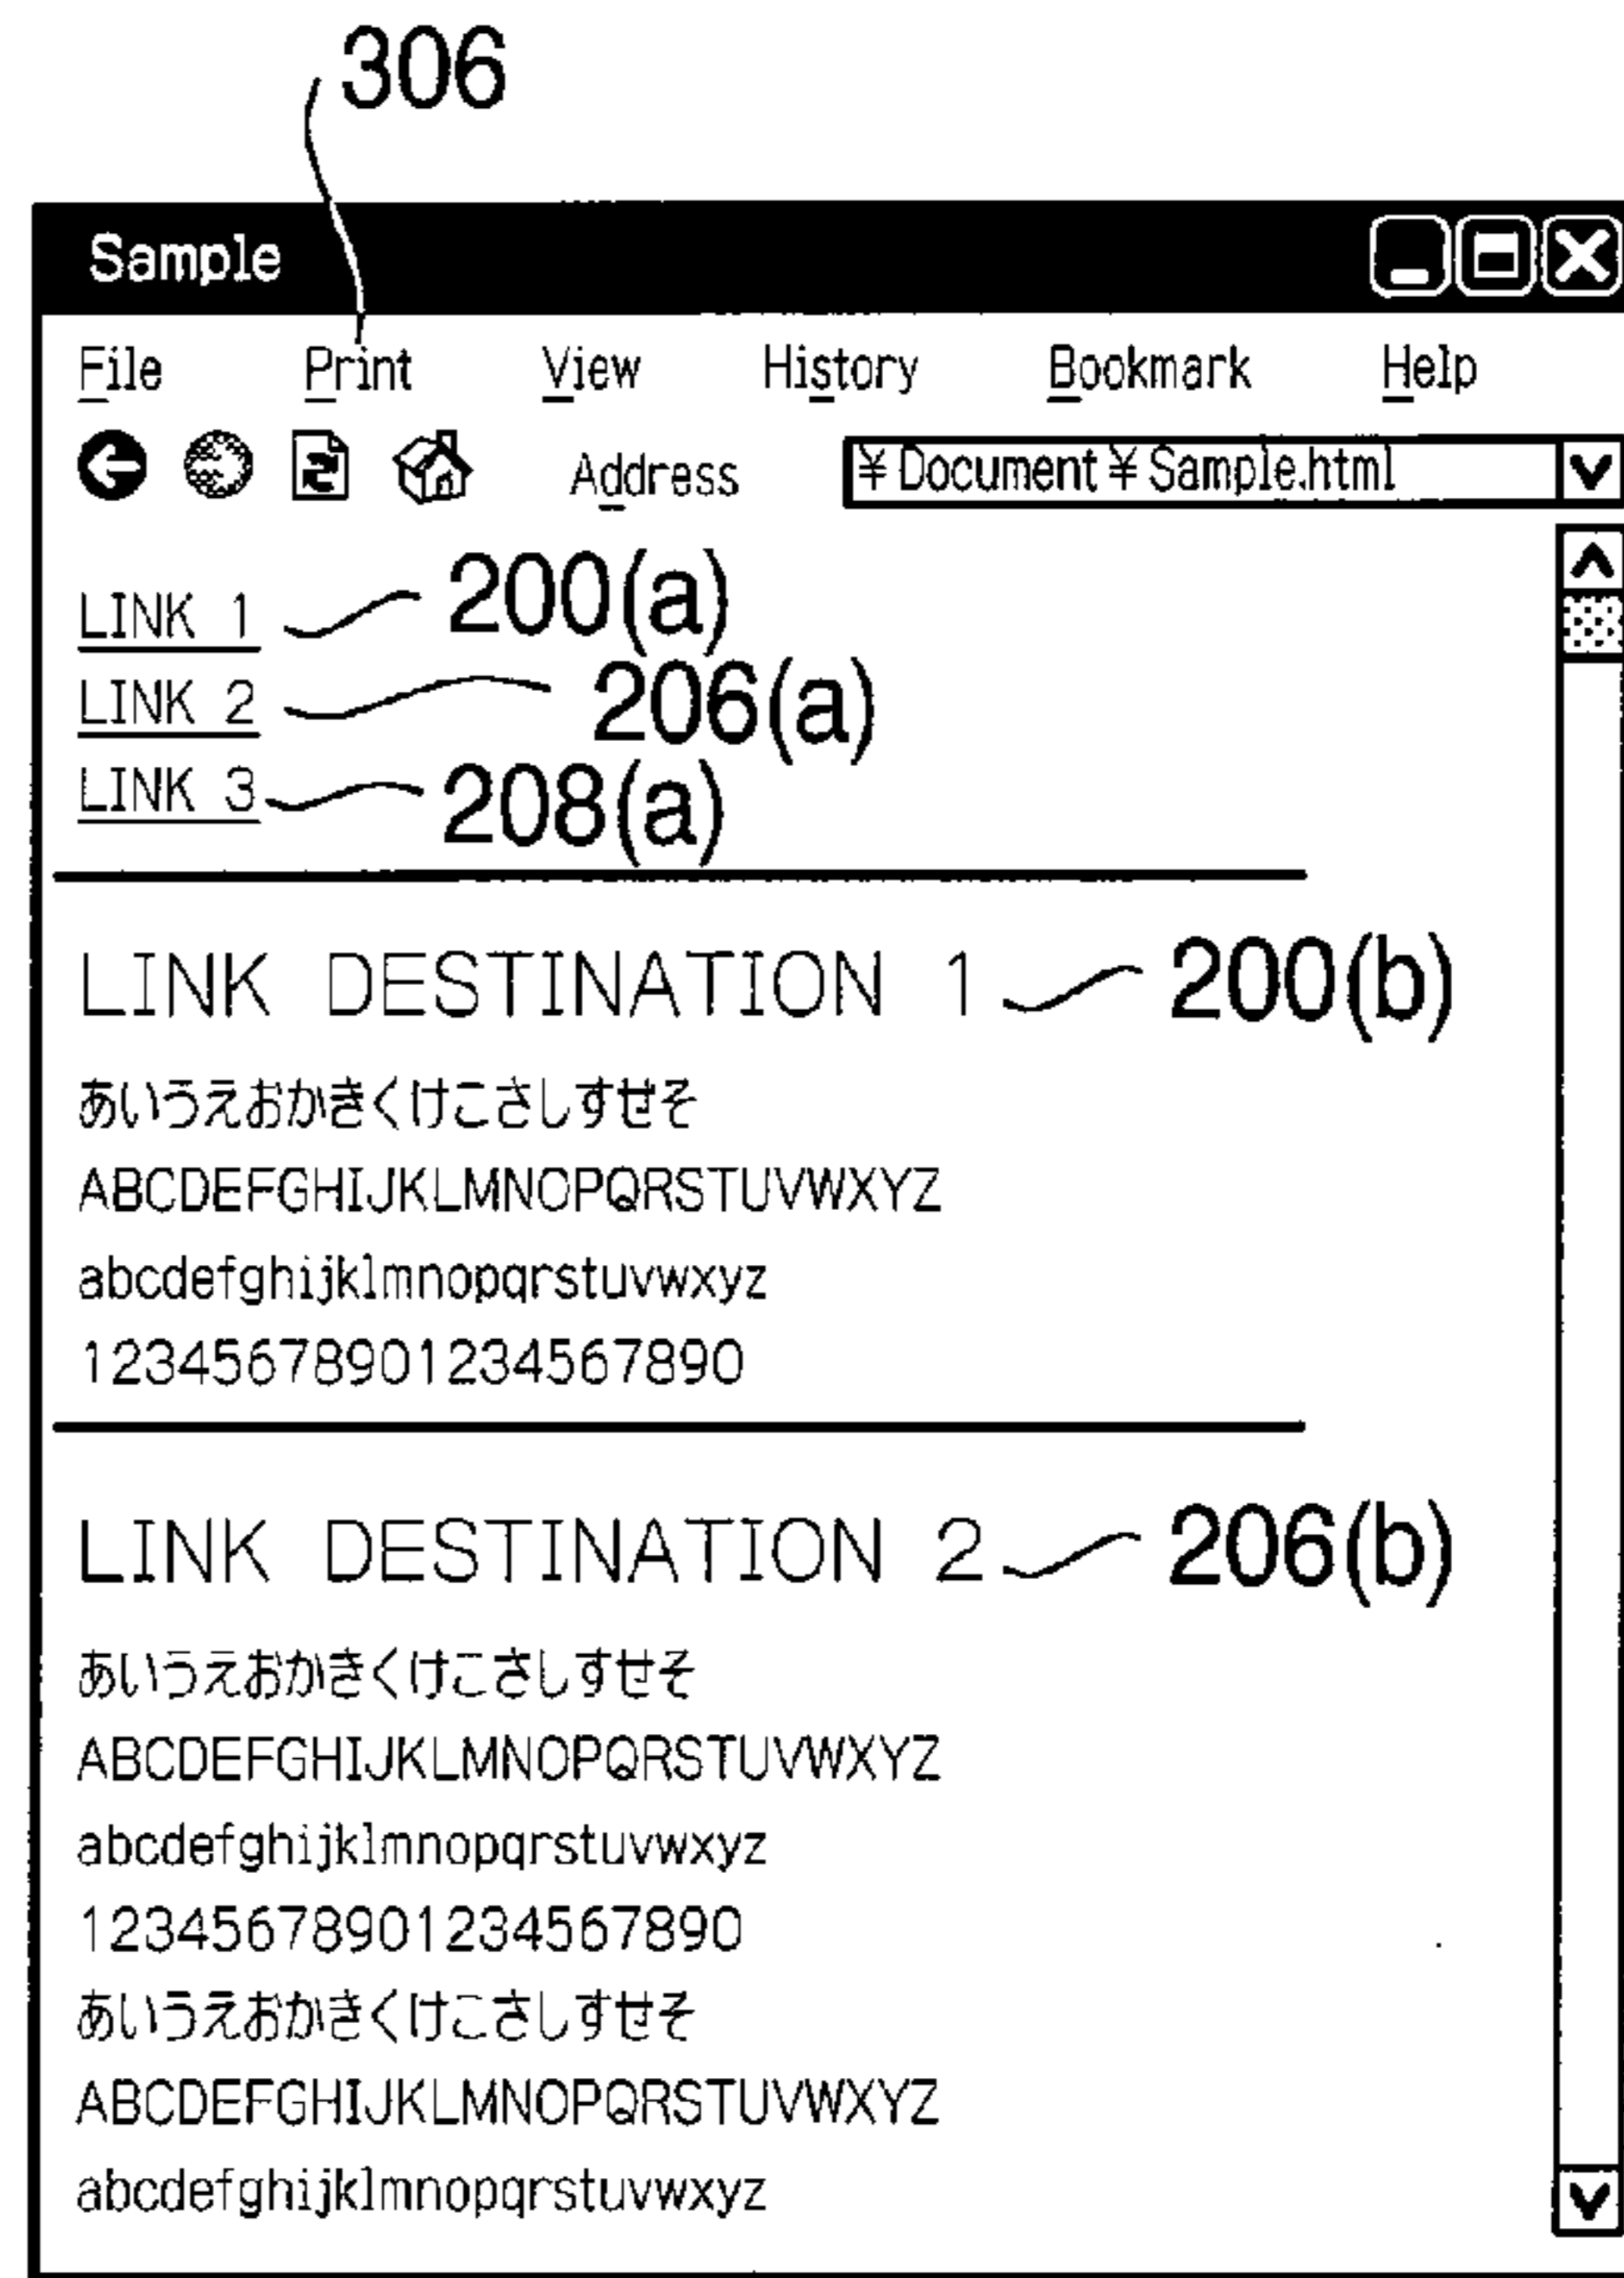 306
Sample
File Print View History Bookmark Help
Address ¥Document¥Sample.html
LINK 1 200(a)
LINK 2 206(a)
LINK 3 208(a)
LINK DESTINATION 1 200(b)
あいうえおかきくけこさしすせそ
ABCDEFGHIJKLMNOPQRSTUVWXYZ
abcdefghijklmnopqrstuvwxyz
12345678901234567890
LINK DESTINATION 2 206(b)
あいうえおかきくけこさしすせそ
ABCDEFGHIJKLMNOPQRSTUVWXYZ
abcdefghijklmnopqrstuvwxyz
12345678901234567890
あいうえおかきくけこさしすせそ
ABCDEFGHIJKLMNOPQRSTUVWXYZ
abcdefghijklmnopqrstuvwxyz